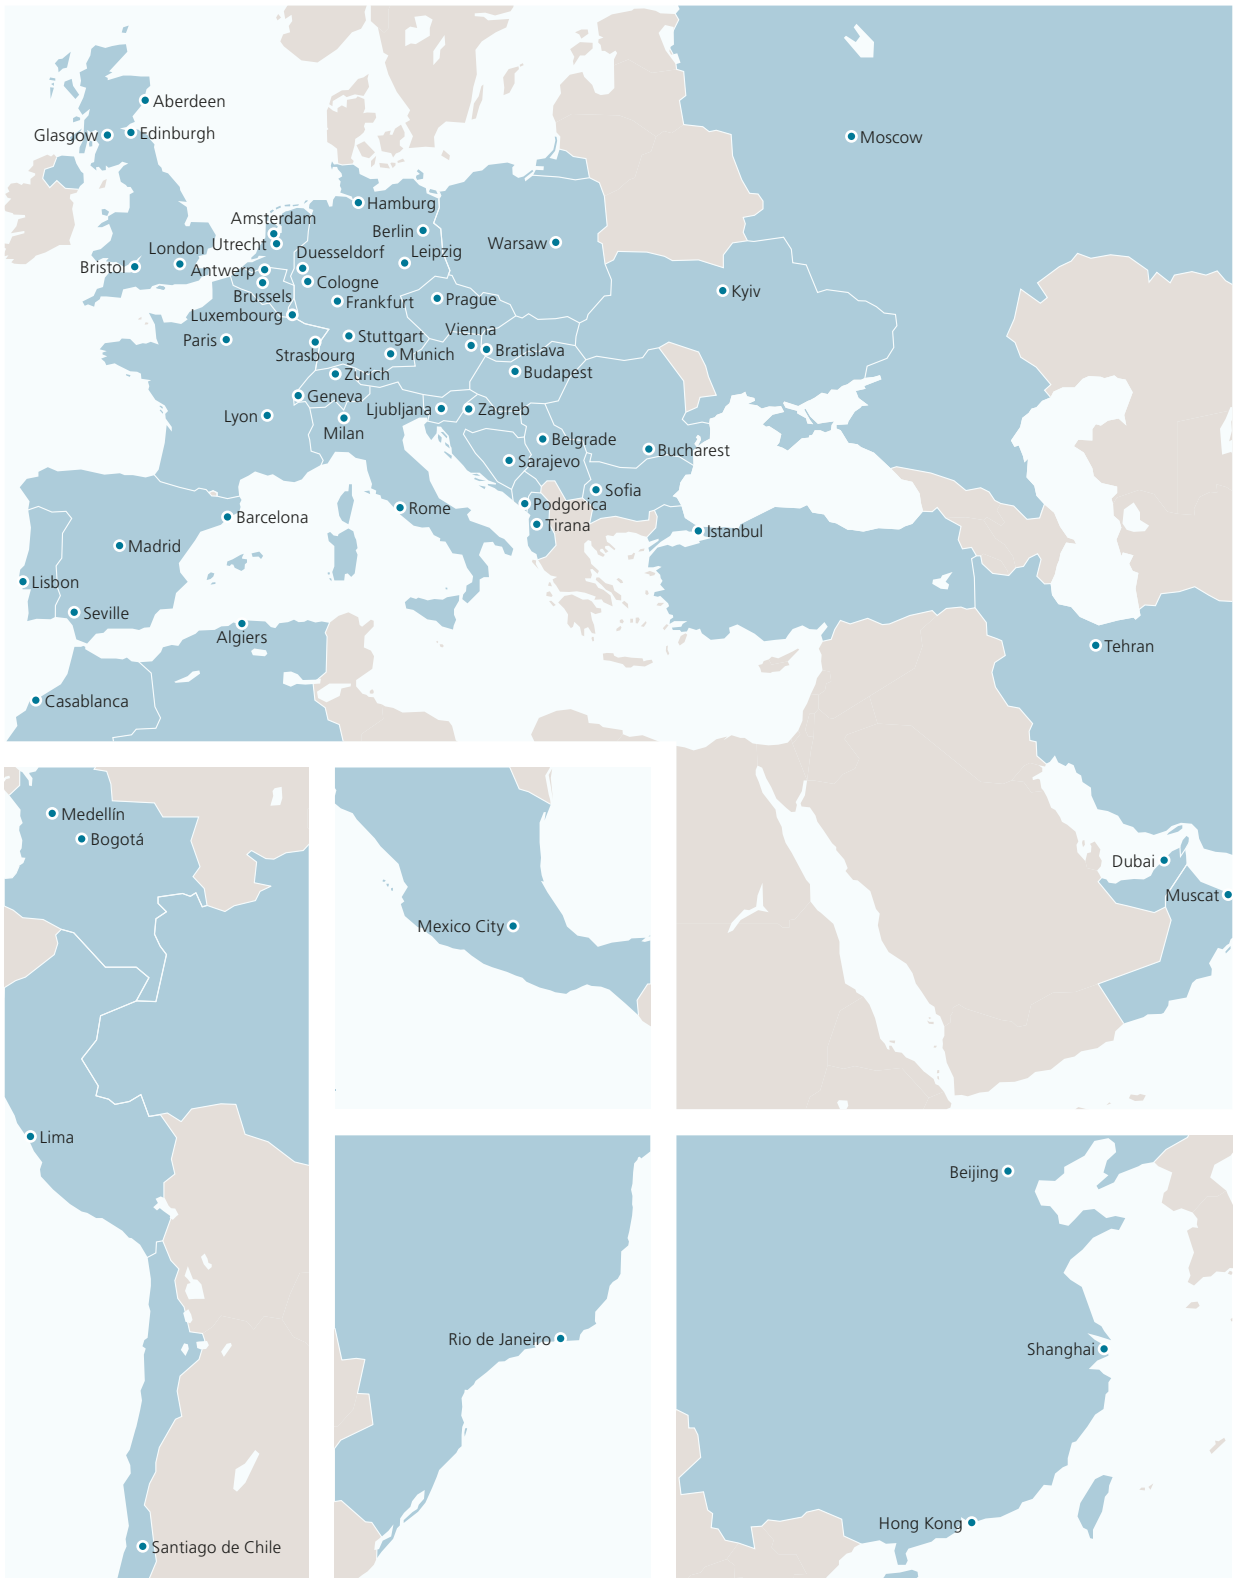 Aberdeen
Glasgow
Edinburgh
Moscow
Hamburg
Amsterdam
Berlin
Utrecht
Warsaw
London
Duesseldorf
Leipzig
Bristol
Antwerp
Cologne
Kyiv
Brussels
Frankfurt
Prague
Luxembourg
Vienna
Paris
Stuttgart
Strasbourg
Munich
Bratislava
Zurich
Budapest
Geneva
Lyon
Ljubljana
Zagreb
Milan
Belgrade
Bucharest
Sarajevo
Sofia
Podgorica
Rome
Barcelona
Tirana
Istanbul
Madrid
Lisbon
Seville
Algiers
Tehran
Casablanca
Medellín
Bogotá
Lima
Santiago de Chile
Mexico City
Dubai
Muscat
Rio de Janeiro
Beijing
Shanghai
Hong Kong